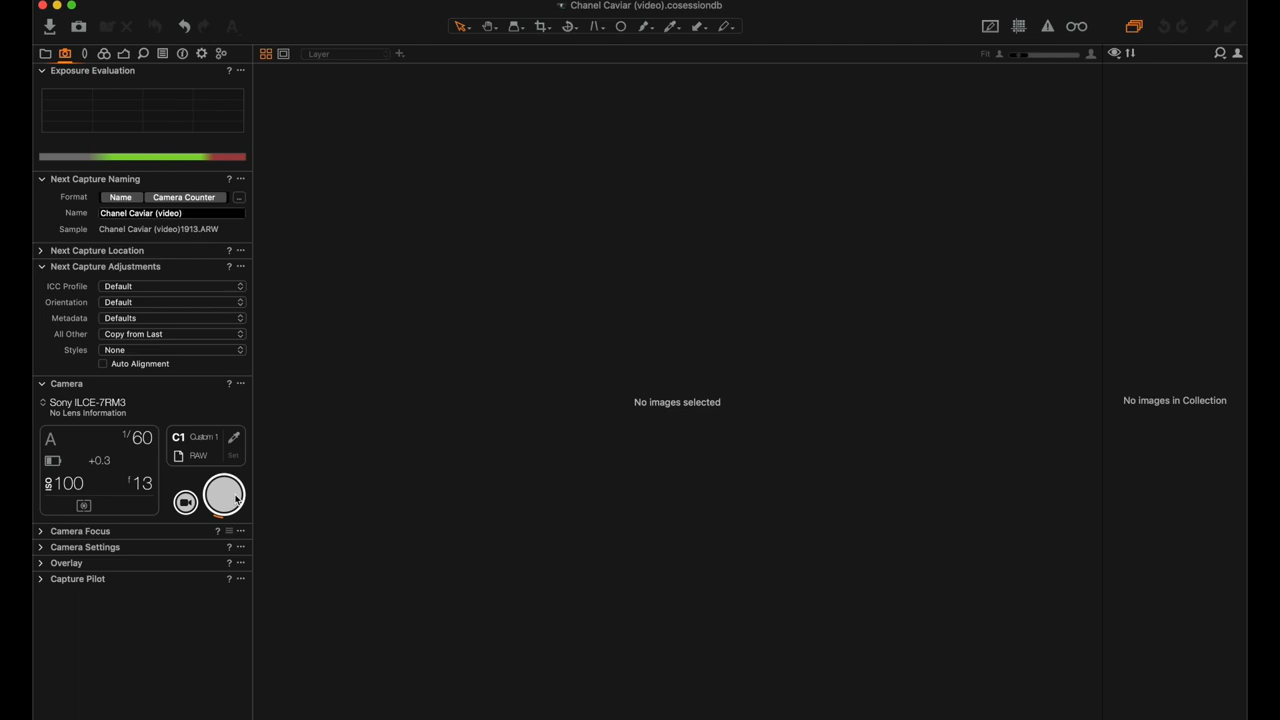 Chanel Caviar (video).cosessiondb
Layer
Fit
Exposure Evaluation ?
Next Capture Naming ?
Format Name Camera Counter ...
Name Chanel Caviar (video)
Sample Chanel Caviar (video)1913.ARW
Next Capture Location ?
Next Capture Adjustments ?
ICC Profile Default
Orientation Default
Metadata Defaults
All Other Copy from Last
Styles None
Auto Alignment
Camera ?
Sony ILCE-7RM3
No Lens Information
A 1/60
C1 Custom 1
+0.3
RAW Set
ISO 100 f 13
Camera Focus ?
Camera Settings ?
Overlay ?
Capture Pilot ?
No images selected
No images in Collection